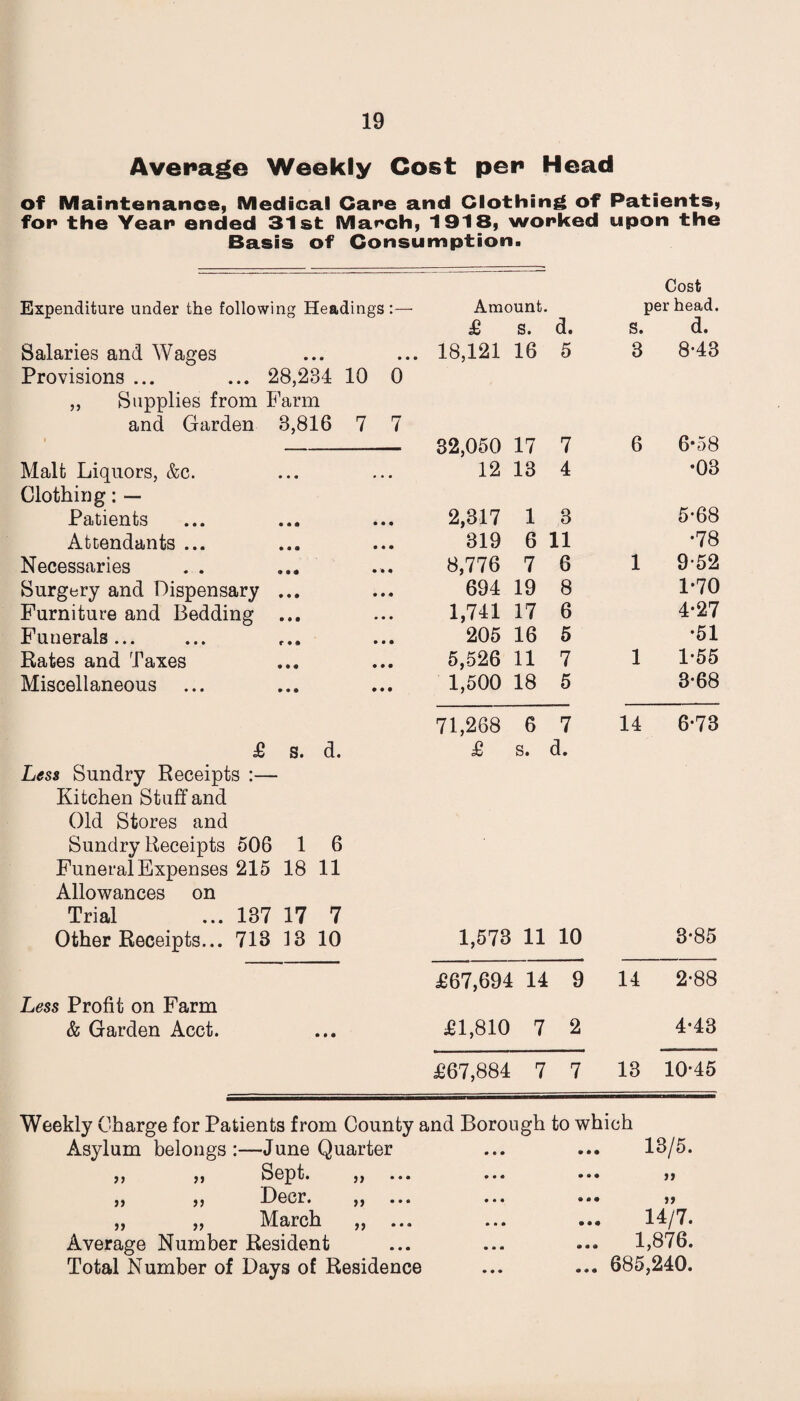 19
Average Weekly Cost per Head
of Maintenance, Medical Care and Clothing of Patients,
for the Year ended 31st March, 1918, worked upon the
Basis of Consumption.
Cost
Expenditure under the following Headings :— Amount. per head.
£ s. d. s. d.
Salaries and Wages ... ... 18,121 16 5 3 8·43
Provisions ... ... 28,234 10 0
,, Supplies from Farm
and Garden 3,816 7 7
32,050 17 7 6 6·58
Malt Liquors, &c. ... ... 12 13 4 ·03
Clothing : —
Patients ... ... ... 2,317 1 3 5·68
Attendants ... ... ... 319 6 11 ·78
Necessaries . . ... ... 8,776 7 6 1 9·52
Surgery and Dispensary ... ... 694 19 8 1·70
Furniture and Bedding ... ... 1,741 17 6 4·27
Funerals ... ... ... ... 205 16 5 ·51
Rates and Taxes ... ... 5,526 11 7 1 1·55
Miscellaneous ... ... ... 1,500 18 5 3·68
71,268 6 7 14 6·73
£ s. d. £ s. d.
Less Sundry Receipts :—
Kitchen Stuff and
Old Stores and
Sundry Receipts 506 1 6
Funeral Expenses 215 18 11
Allowances on
Trial ... 137 17 7
Other Receipts... 713 13 10 1,573 11 10 3·85
£67,694 14 9 14 2·88
Less Profit on Farm
& Garden Acct. ... £1,810 7 2 4·43
£67,884 7 7 13 10·45
Weekly Charge for Patients from County and Borough to which
Asylum belongs :—June Quarter ... ... 13/5.
,, ,, Sept. ,, ... ... ... ,,
,, ,, Decr. ,, ... ... ... ,,
,, ,, March ,, ... ... ... 14/7.
Average Number Resident ... ... ... 1,876.
Total Number of Days of Residence ... ... 685,240.